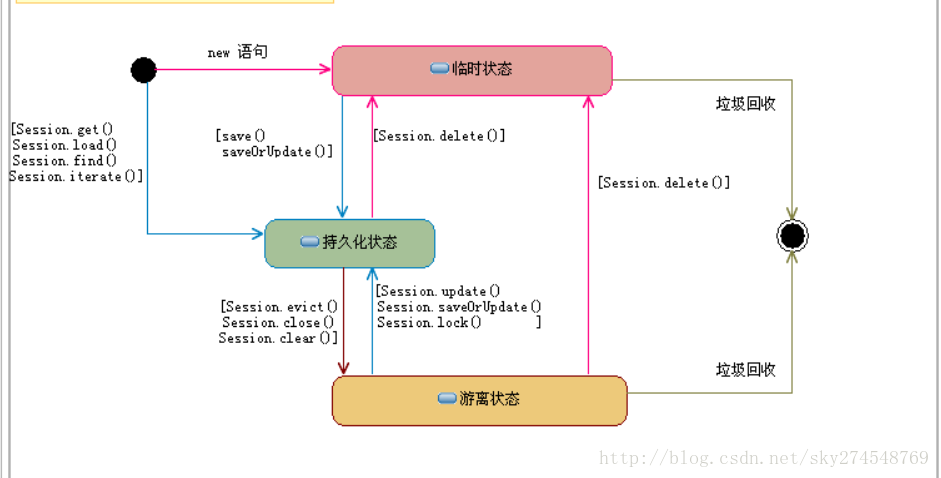 new 语句
临时状态
垃圾回收
[Session.get()
Session.load()
Session.find()
Session.iterate()]
[save()
saveOrUpdate()]
[Session.delete()]
[Session.delete()]
持久化状态
[Session.evict()
Session.close()
Session.clear()]
[Session.update()
Session.saveOrUpdate()
Session.lock() ]
垃圾回收
游离状态
http://blog.csdn.net/sky274548769